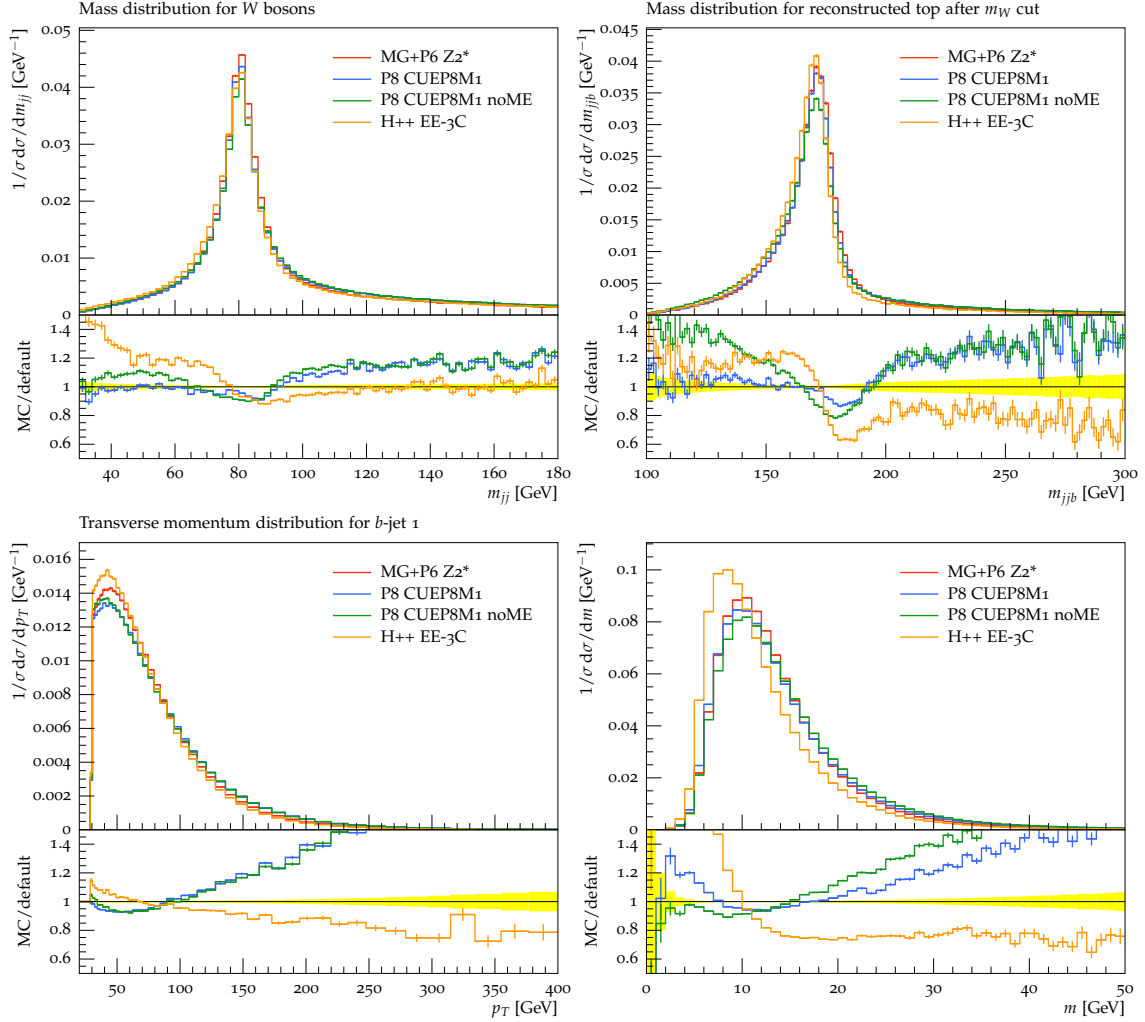 Mass distribution for W bosons
MG+P6 Z2*
P8 CUEP8M1
P8 CUEP8M1 noME
H++ EE-3C
0
0.01
0.02
0.03
0.04
0.05
1/σ dσ/dm_jj [GeV⁻¹]
40 60 80 100 120 140 160 180
0.6
0.8
1
1.2
1.4
m_jj [GeV]
MC/default
Mass distribution for reconstructed top after m_W cut
MG+P6 Z2*
P8 CUEP8M1
P8 CUEP8M1 noME
H++ EE-3C
0
0.005
0.01
0.015
0.02
0.025
0.03
0.035
0.04
0.045
1/σ dσ/dm_jjb [GeV⁻¹]
100 150 200 250 300
0.6
0.8
1
1.2
1.4
m_jjb [GeV]
MC/default
Transverse momentum distribution for b-jet 1
MG+P6 Z2*
P8 CUEP8M1
P8 CUEP8M1 noME
H++ EE-3C
0
0.002
0.004
0.006
0.008
0.01
0.012
0.014
0.016
1/σ dσ/dp_T [GeV⁻¹]
50 100 150 200 250 300 350 400
0.6
0.8
1
1.2
1.4
p_T [GeV]
MC/default
MG+P6 Z2*
P8 CUEP8M1
P8 CUEP8M1 noME
H++ EE-3C
0
0.02
0.04
0.06
0.08
0.1
1/σ dσ/dm [GeV⁻¹]
0 10 20 30 40 50
0.6
0.8
1
1.2
1.4
m [GeV]
MC/default